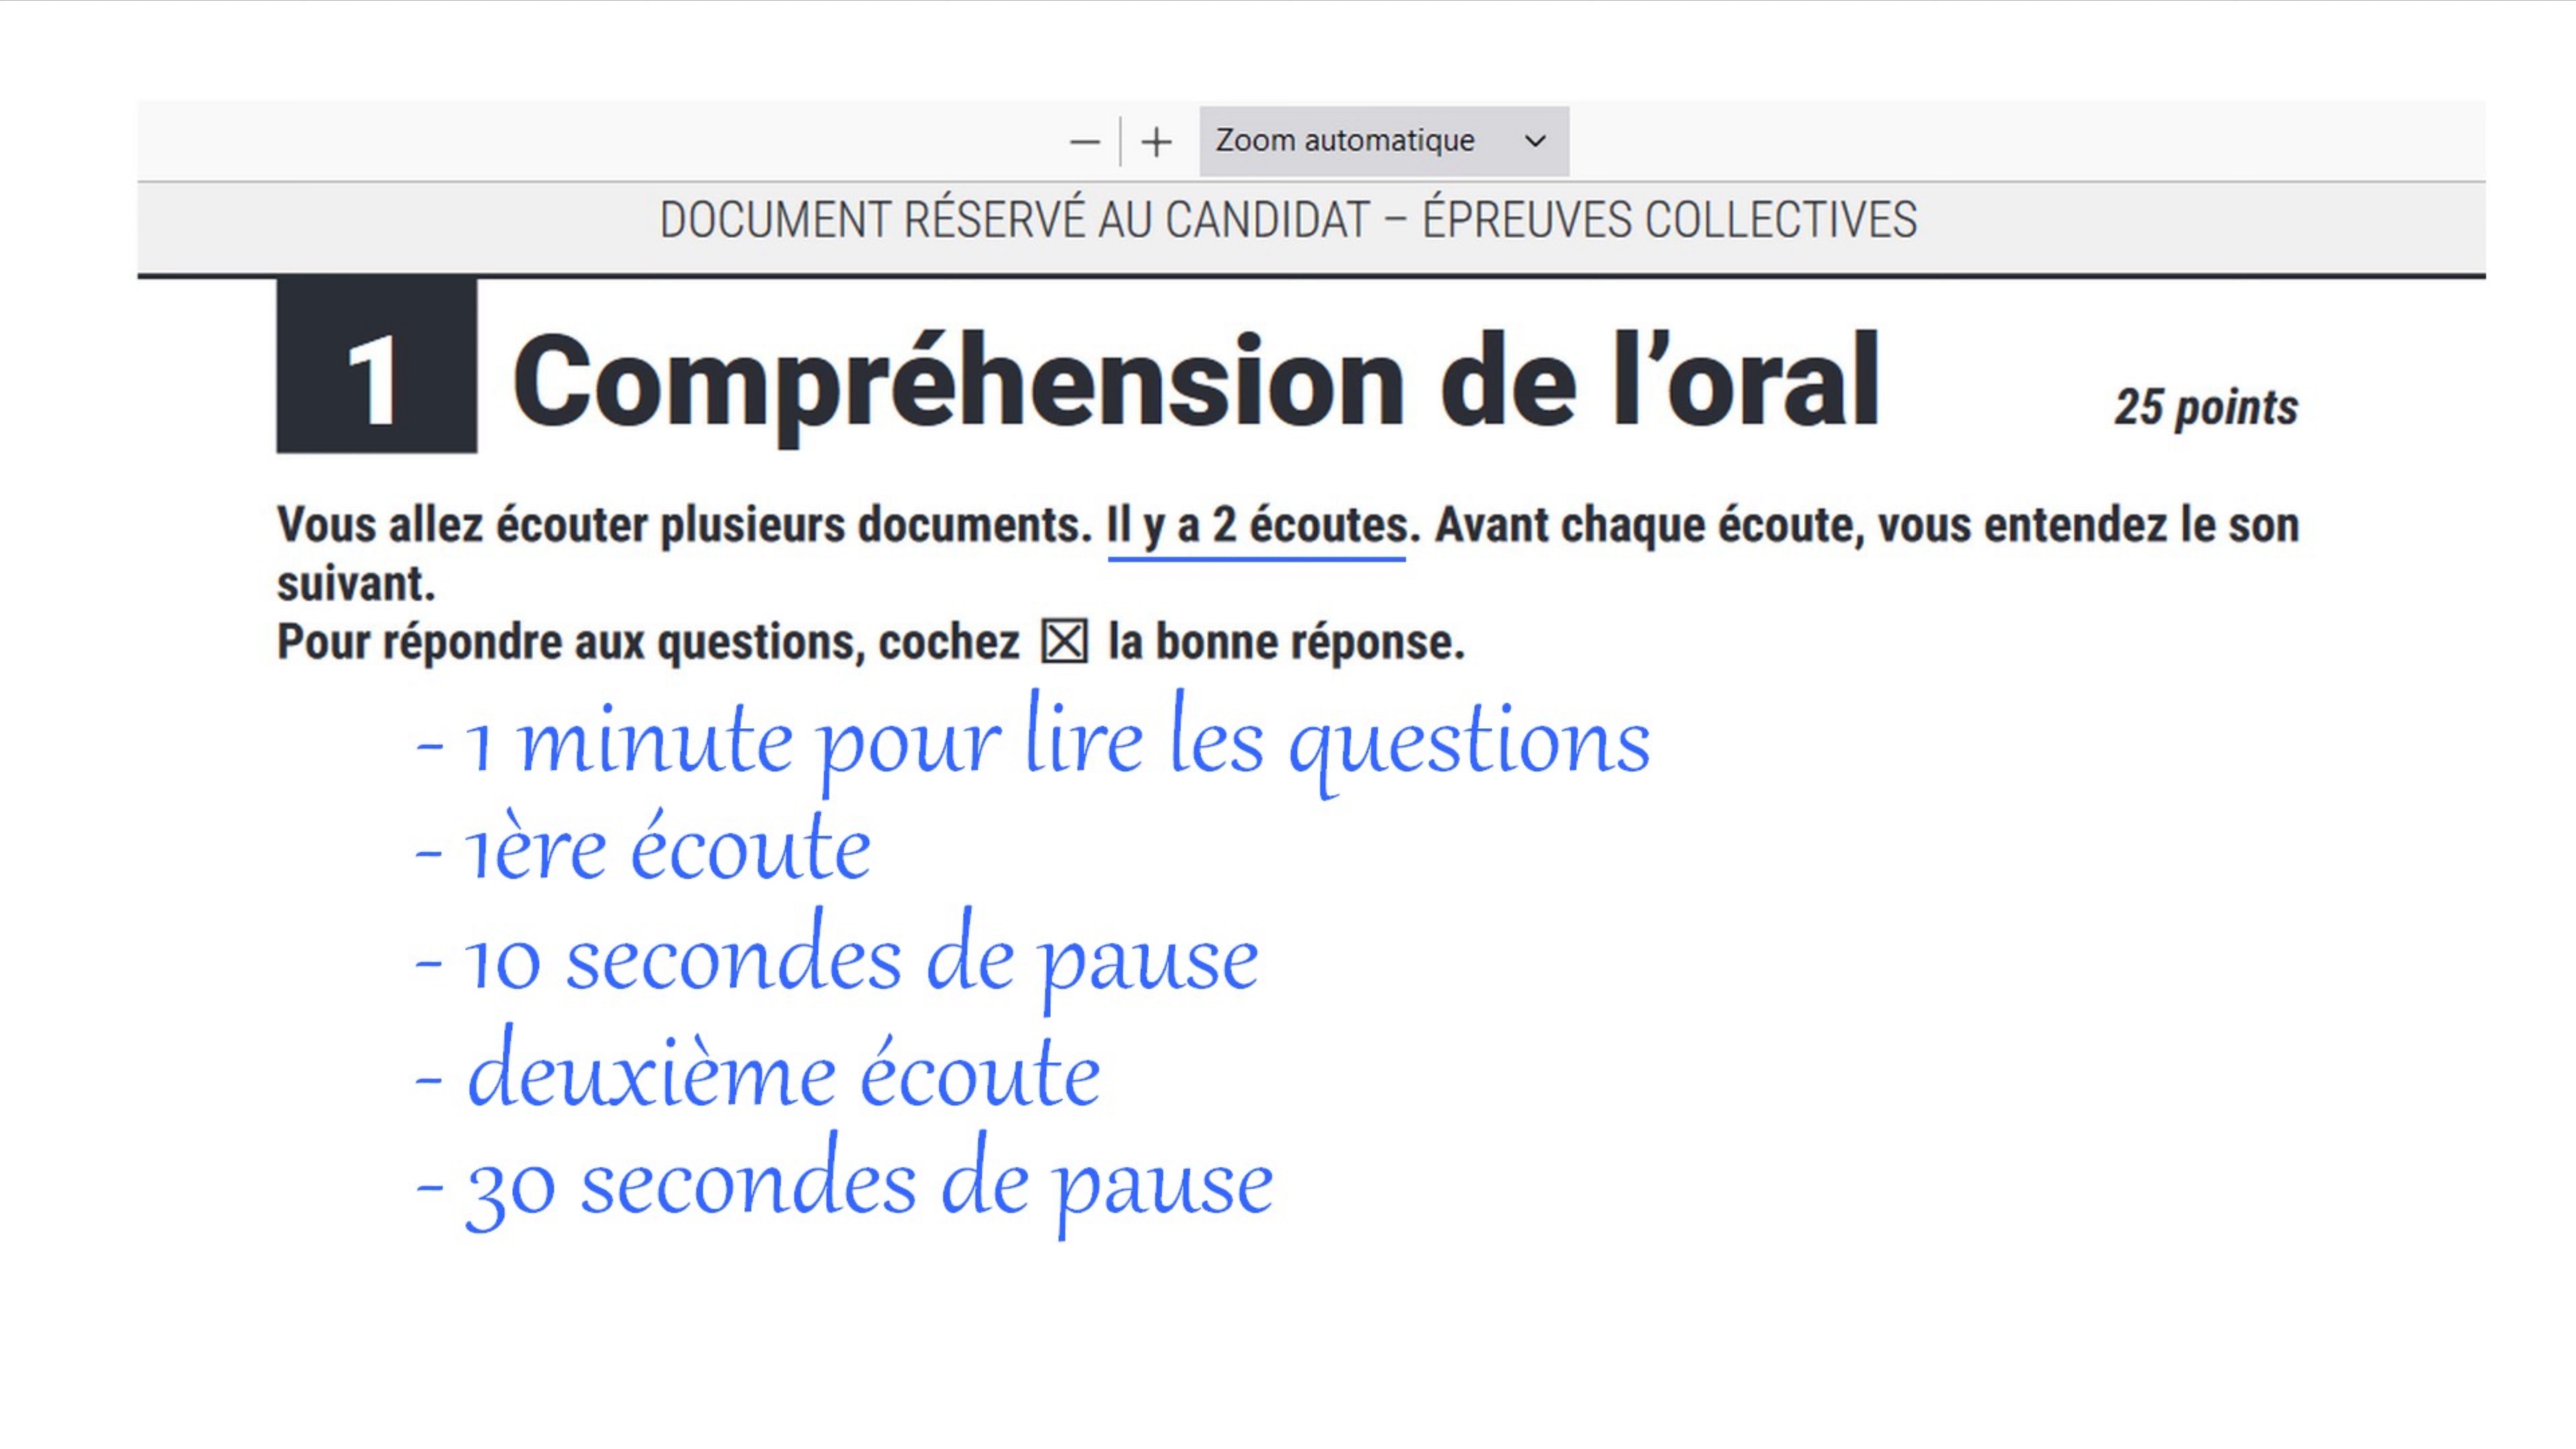 Zoom automatique
DOCUMENT RÉSERVÉ AU CANDIDAT – ÉPREUVES COLLECTIVES
1 Compréhension de l’oral 25 points
Vous allez écouter plusieurs documents. Il y a 2 écoutes. Avant chaque écoute, vous entendez le son
suivant.
Pour répondre aux questions, cochez ☒ la bonne réponse.
- 1 minute pour lire les questions
- 1ère écoute
- 10 secondes de pause
- deuxième écoute
- 30 secondes de pause